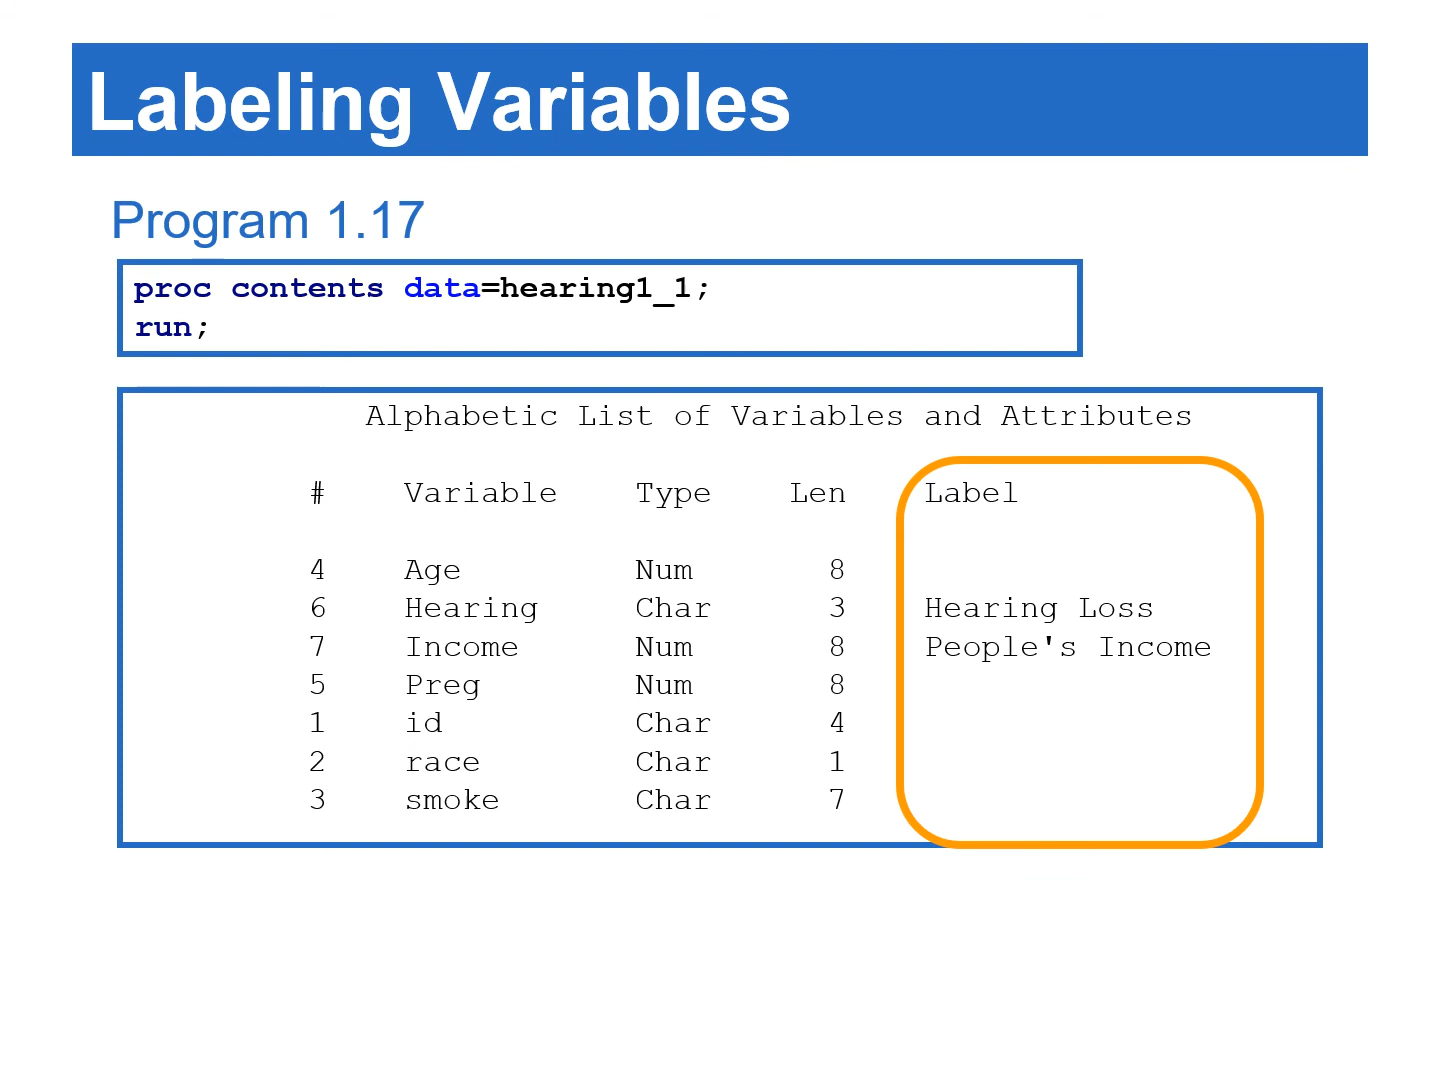 Labeling Variables
Program 1.17
proc contents data=hearing1_1;
run;
Alphabetic List of Variables and Attributes
# Variable Type Len Label
4 Age Num 8
6 Hearing Char 3 Hearing Loss
7 Income Num 8 People's Income
5 Preg Num 8
1 id Char 4
2 race Char 1
3 smoke Char 7